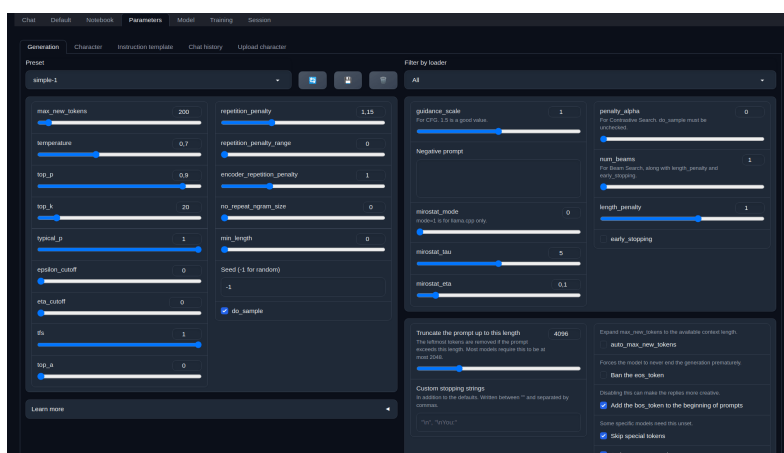 Chat Default Notebook Parameters Model Training Session
Generation Character Instruction template Chat history Upload character
Preset
simple-1
max_new_tokens 200
temperature 0,7
top_p 0,9
top_k 20
typical_p 1
epsilon_cutoff 0
eta_cutoff 0
tfs 1
top_a 0
repetition_penalty 1,15
repetition_penalty_range 0
encoder_repetition_penalty 1
no_repeat_ngram_size 0
min_length 0
Seed (-1 for random)
-1
do_sample
Learn more
Filter by loader
All
guidance_scale 1
For CFG. 1.5 is a good value.
Negative prompt
mirostat_mode 0
mode=1 is for llama.cpp only.
mirostat_tau 5
mirostat_eta 0,1
penalty_alpha 0
For Contrastive Search. do_sample must be
unchecked.
num_beams 1
For Beam Search, along with length_penalty and
early_stopping.
length_penalty 1
early_stopping
Truncate the prompt up to this length 4096
The leftmost tokens are removed if the prompt
exceeds this length. Most models require this to be at
most 2048.
Custom stopping strings
In addition to the defaults. Written between "" and separated by
commas.
"\n", "\nYou:"
Expand max_new_tokens to the available context length.
auto_max_new_tokens
Forces the model to never end the generation prematurely.
Ban the eos_token
Disabling this can make the replies more creative.
Add the bos_token to the beginning of prompts
Some specific models need this unset.
Skip special tokens